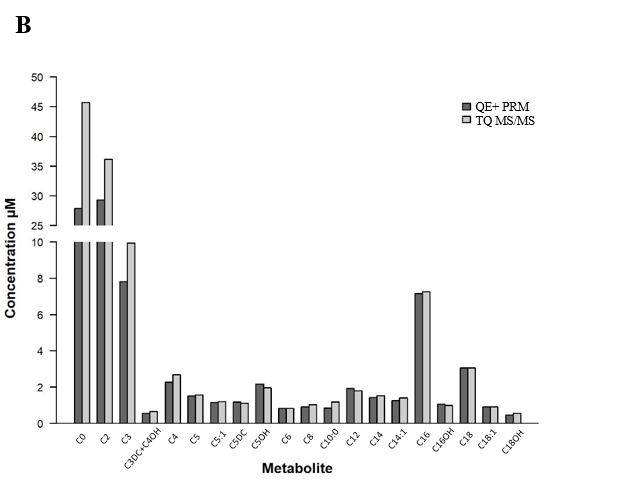 B
50
45
40
35
30
25
10
8
6
4
2
0
Concentration µM
QE+ PRM
TQ MS/MS
C0
C2
C3
C3DC+C4OH
C4
C5
C5:1
C5DC
C5OH
C6
C8
C10:0
C12
C14
C14:1
C16
C16OH
C18
C18:1
C18OH
Metabolite